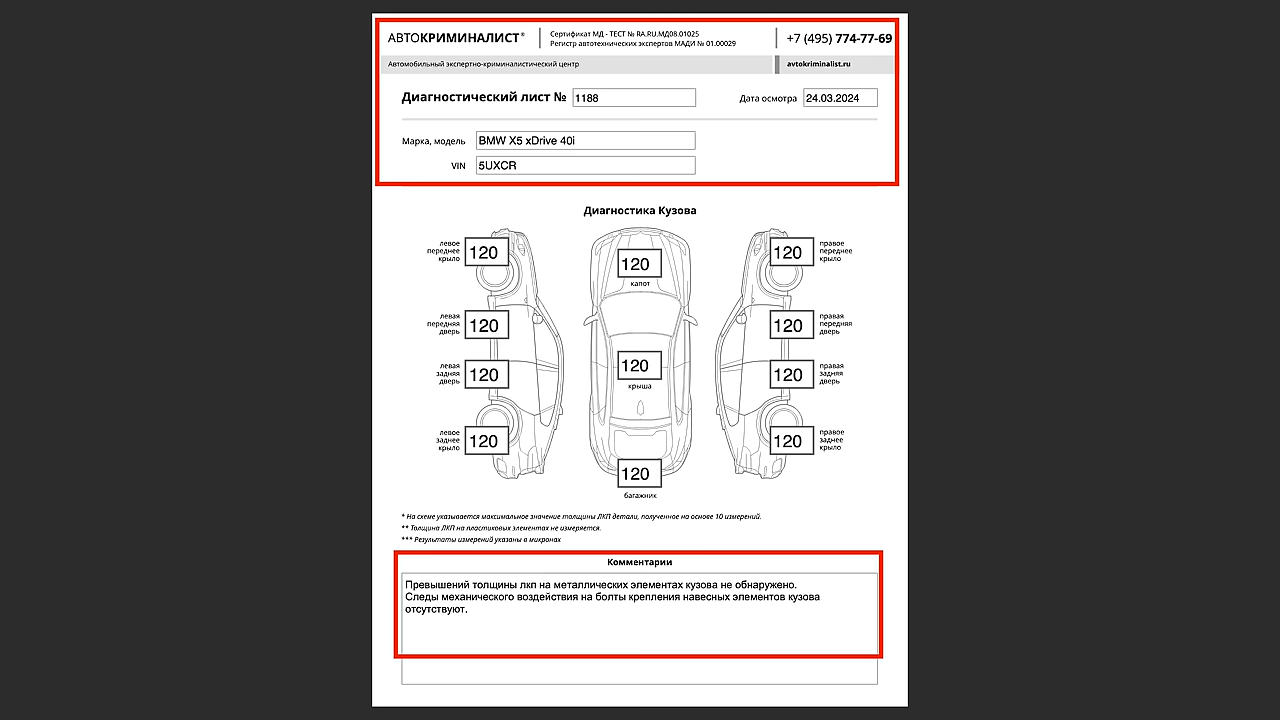 АВТОКРИМИНАЛИСТ®
Сертификат МД - ТЕСТ № RA.RU.МД08.01025
Регистр автотехнических экспертов МАДИ № 01.00029
+7 (495) 774-77-69
Автомобильный экспертно-криминалистический центр
avtokriminalist.ru
Диагностический лист № 1188
Дата осмотра 24.03.2024
Марка, модель BMW X5 xDrive 40i
VIN 5UXCR
Диагностика Кузова
левое
переднее
крыло
120
120
капот
120
правое
переднее
крыло
левая
передняя
дверь
120
120
правая
передняя
дверь
левая
задняя
дверь
120
120
крыша
120
правая
задняя
дверь
левое
заднее
крыло
120
120
багажник
120
правое
заднее
крыло
* На схеме указывается максимальное значение толщины ЛКП детали, полученное на основе 10 измерений.
** Толщина ЛКП на пластиковых элементах не измеряется.
*** Результаты измерений указаны в микронах
Комментарии
Превышений толщины лкп на металлических элементах кузова не обнаружено.
Следы механического воздействия на болты крепления навесных элементов кузова
отсутствуют.